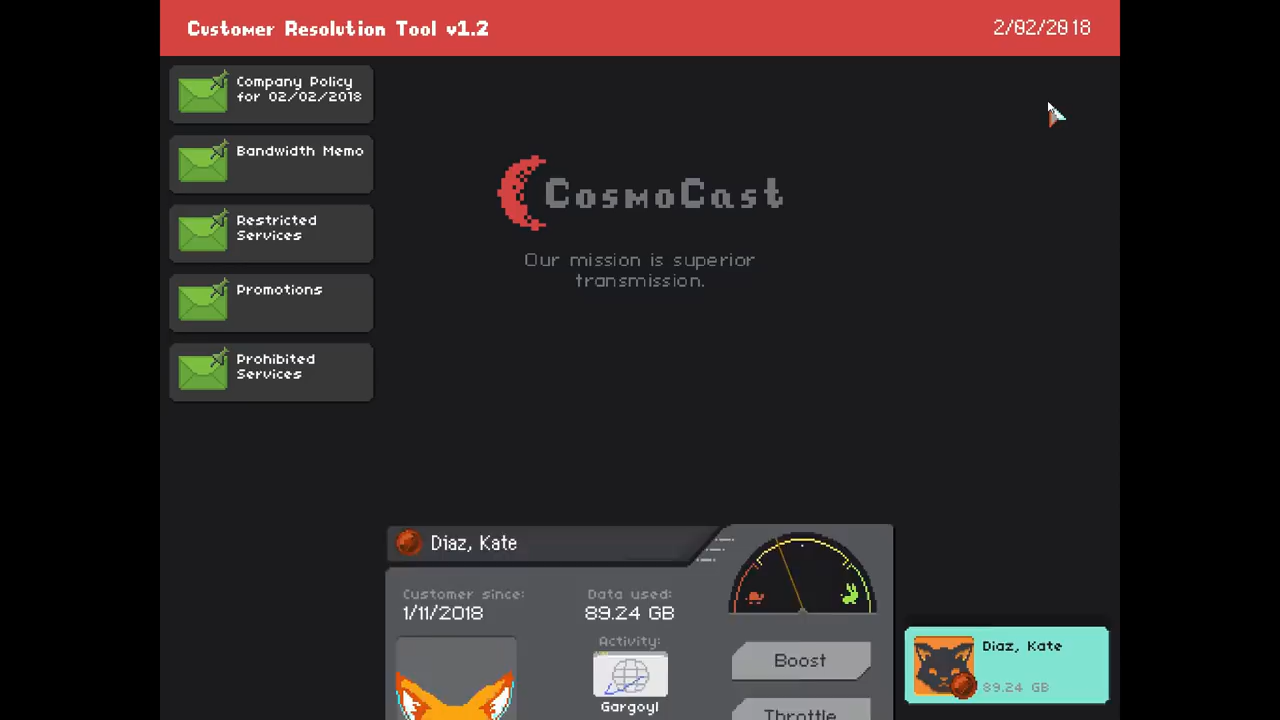 Customer Resolution Tool v1.2
2/02/2018
Company Policy
for 02/02/2018
Bandwidth Memo
Restricted
Services
Promotions
Prohibited
Services
CosmoCast
Our mission is superior
transmission.
Diaz, Kate
Customer since:
1/11/2018
Data used:
89.24 GB
Activity:
Gargoyl
Boost
Throttle
Diaz, Kate
89.24 GB